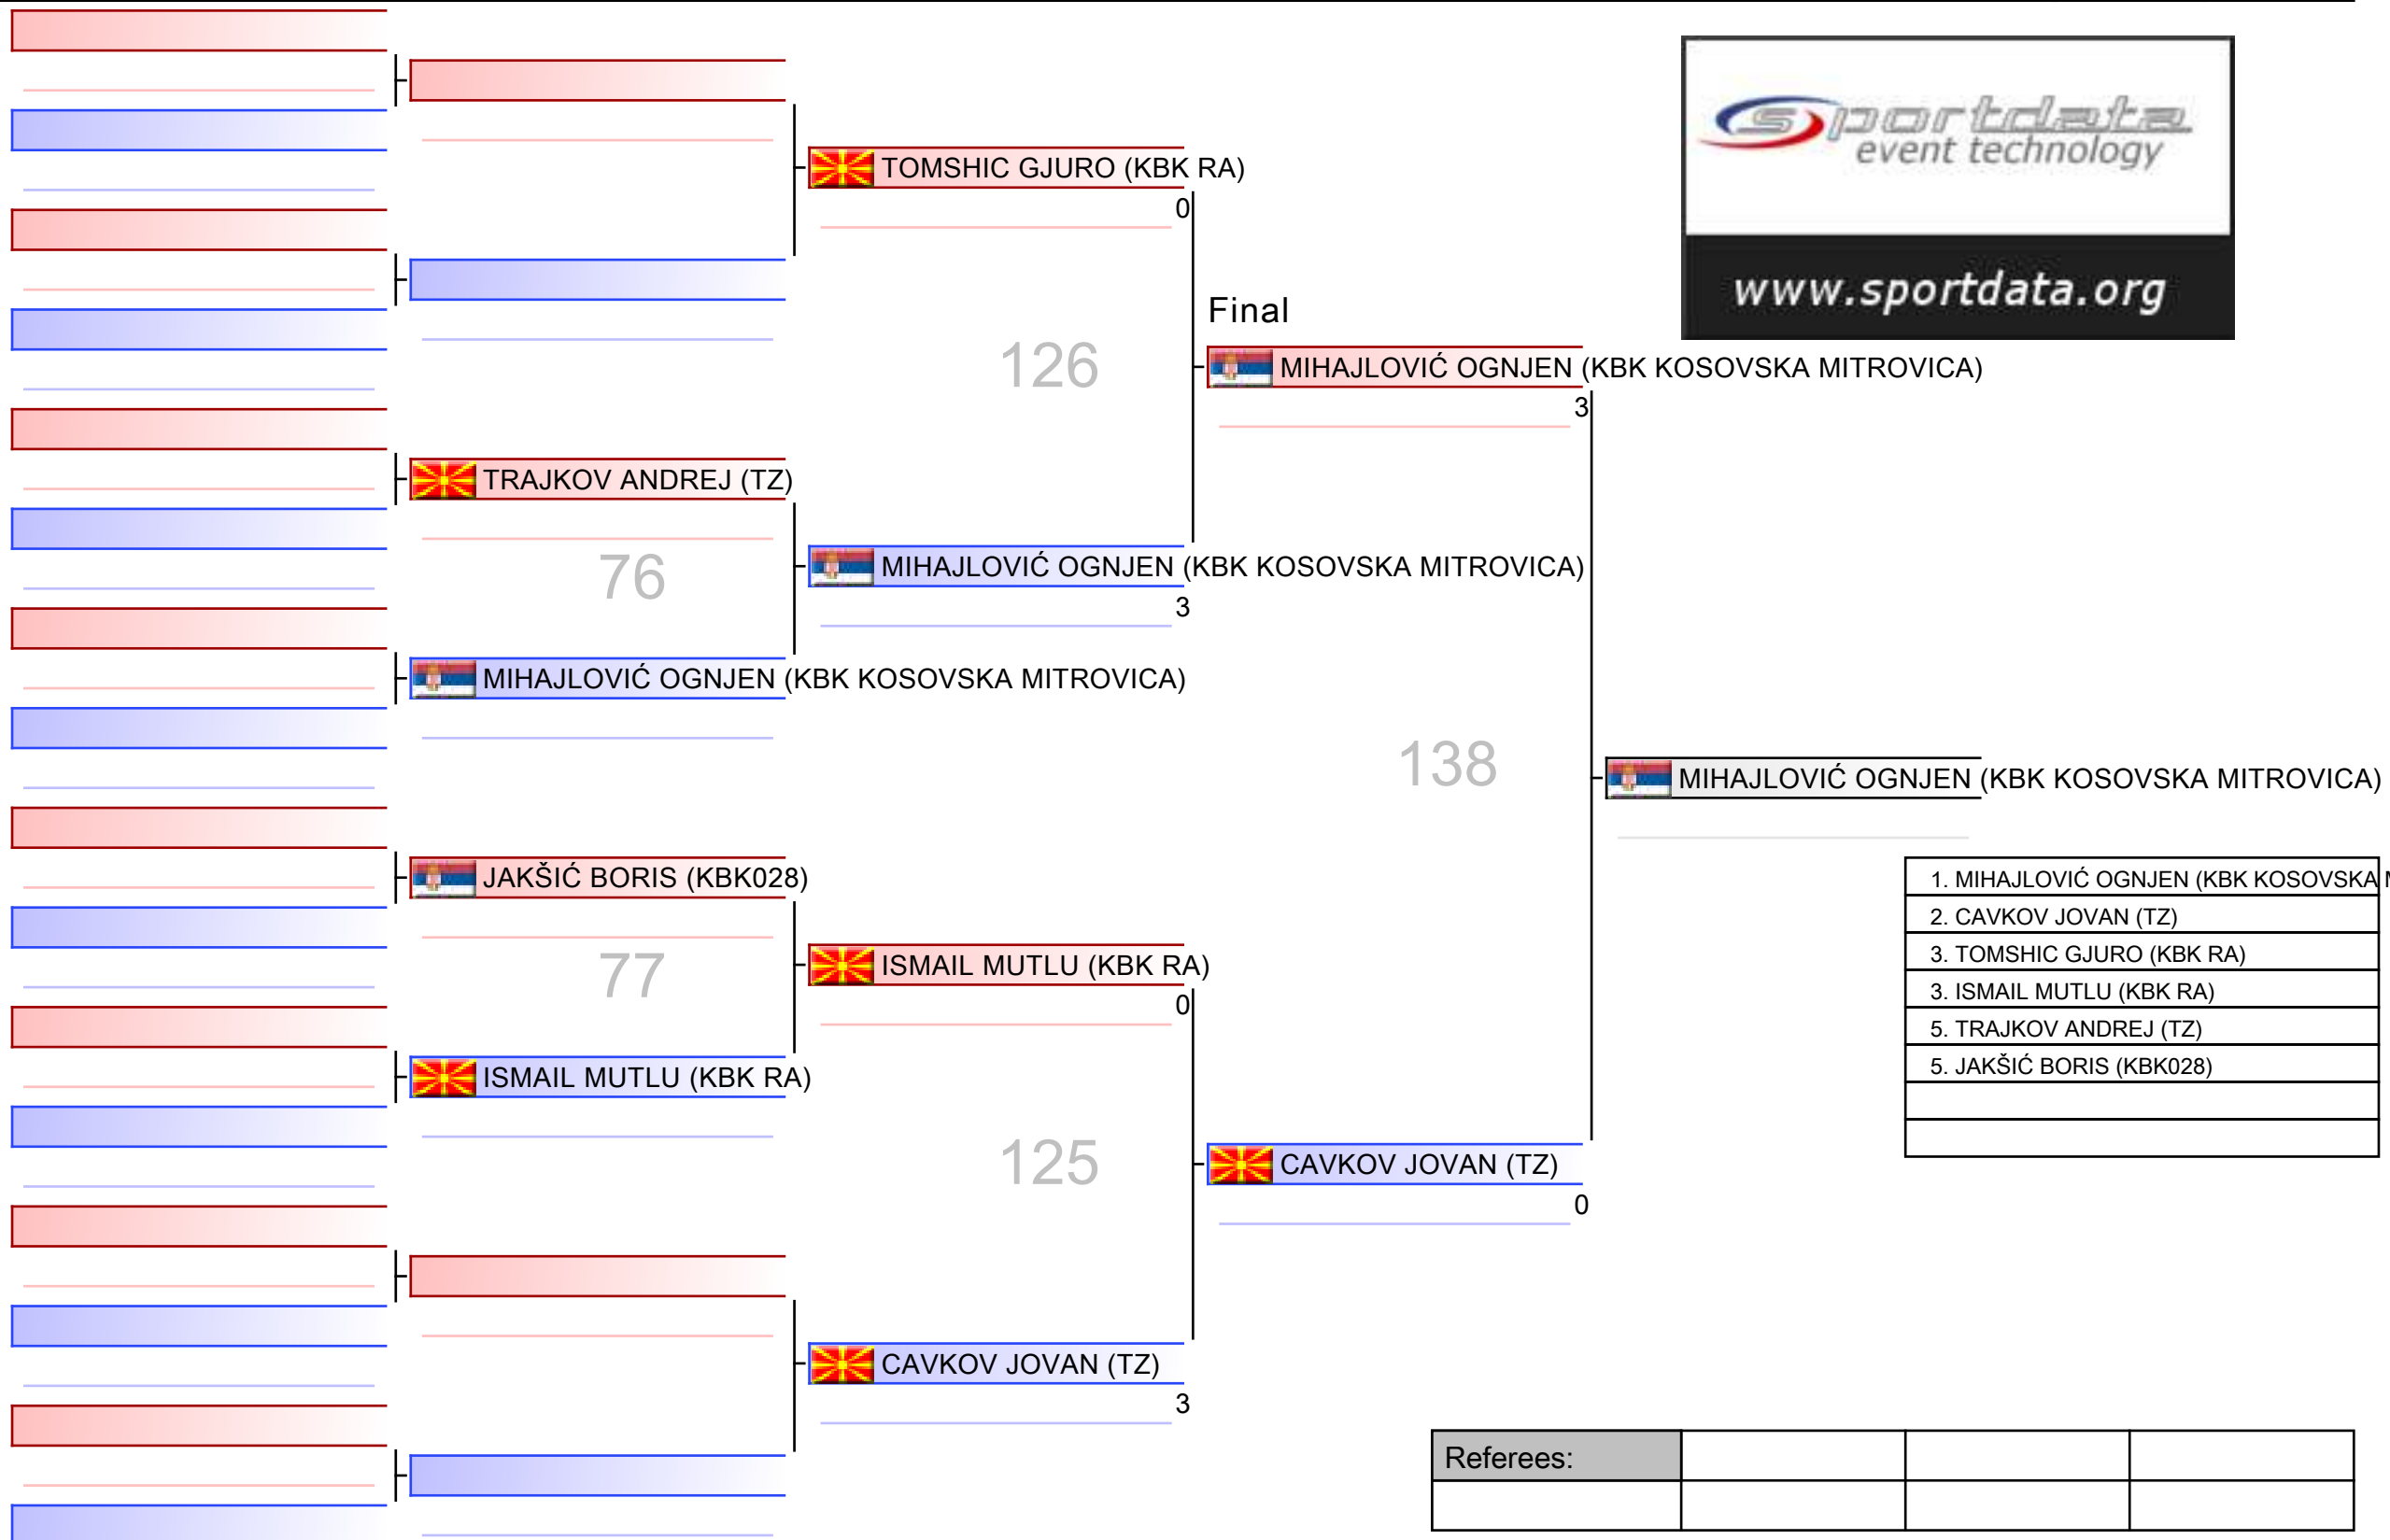 sportdata
event technology
www.sportdata.org
TOMSHIC GJURO (KBK RA)
0
126
Final
MIHAJLOVIĆ OGNJEN (KBK KOSOVSKA MITROVICA)
3
TRAJKOV ANDREJ (TZ)
76
MIHAJLOVIĆ OGNJEN (KBK KOSOVSKA MITROVICA)
3
MIHAJLOVIĆ OGNJEN (KBK KOSOVSKA MITROVICA)
138
MIHAJLOVIĆ OGNJEN (KBK KOSOVSKA MITROVICA)
JAKŠIĆ BORIS (KBK028)
77
ISMAIL MUTLU (KBK RA)
0
ISMAIL MUTLU (KBK RA)
125
CAVKOV JOVAN (TZ)
0
CAVKOV JOVAN (TZ)
3
1. MIHAJLOVIĆ OGNJEN (KBK KOSOVSKA
2. CAVKOV JOVAN (TZ)
3. TOMSHIC GJURO (KBK RA)
3. ISMAIL MUTLU (KBK RA)
5. TRAJKOV ANDREJ (TZ)
5. JAKŠIĆ BORIS (KBK028)
Referees: